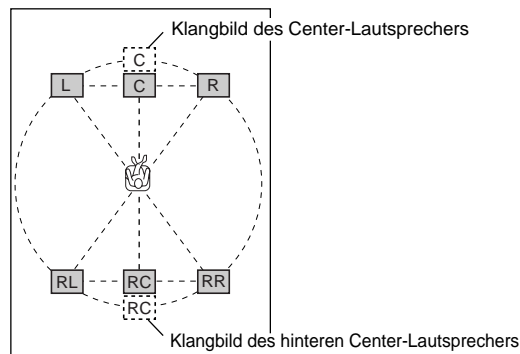 Klangbild des Center-Lautsprechers
C
L C R
RL RC RR
RC
Klangbild des hinteren Center-Lautsprechers